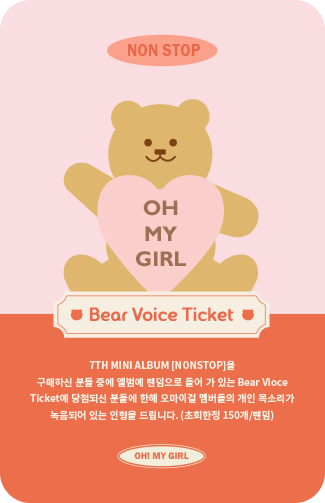 NON STOP
OH
MY
GIRL
Bear Voice Ticket
7TH MINI ALBUM [NONSTOP]을
구매하신 분들 중에 앨범에 랜덤으로 들어 가 있는 Bear Vioce
Ticket에 당첨되신 분들에 한해 오마이걸 멤버들의 개인 목소리가
녹음되어 있는 인형을 드립니다. (초회한정 150개/랜덤)
OH! MY GIRL